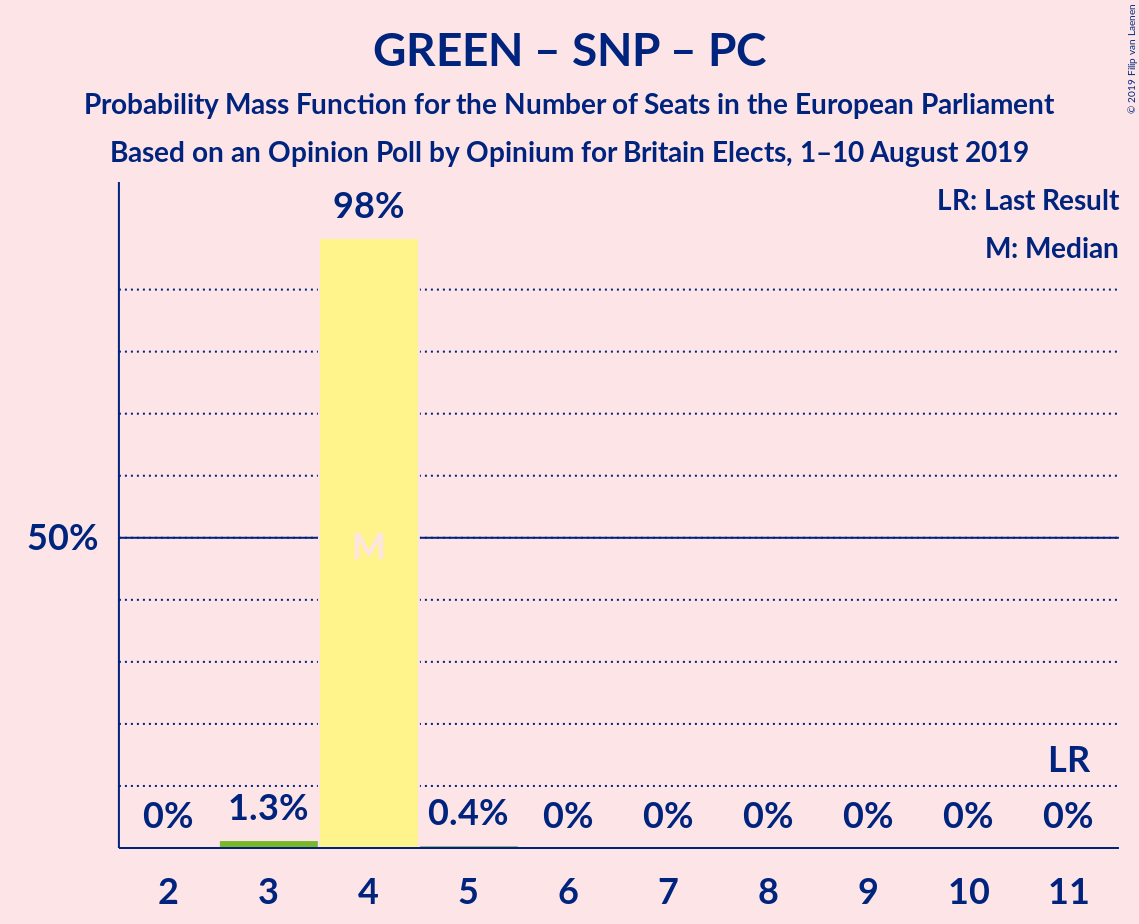 GREEN – SNP – PC
Probability Mass Function for the Number of Seats in the European Parliament
Based on an Opinion Poll by Opinium for Britain Elects, 1–10 August 2019
© 2019 Filip van Laenen
LR: Last Result
M: Median
98%
50%
M
LR
0% 1.3% 0.4% 0% 0% 0% 0% 0% 0%
2 3 4 5 6 7 8 9 10 11